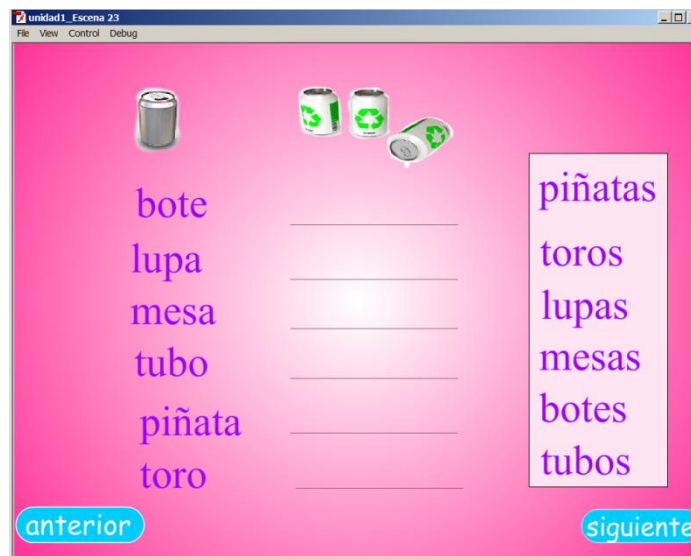 unidad1_Escena 23
File View Control Debug
bote
lupa
mesa
tubo
piñata
toro
piñatas
toros
lupas
mesas
botes
tubos
anterior
siguiente